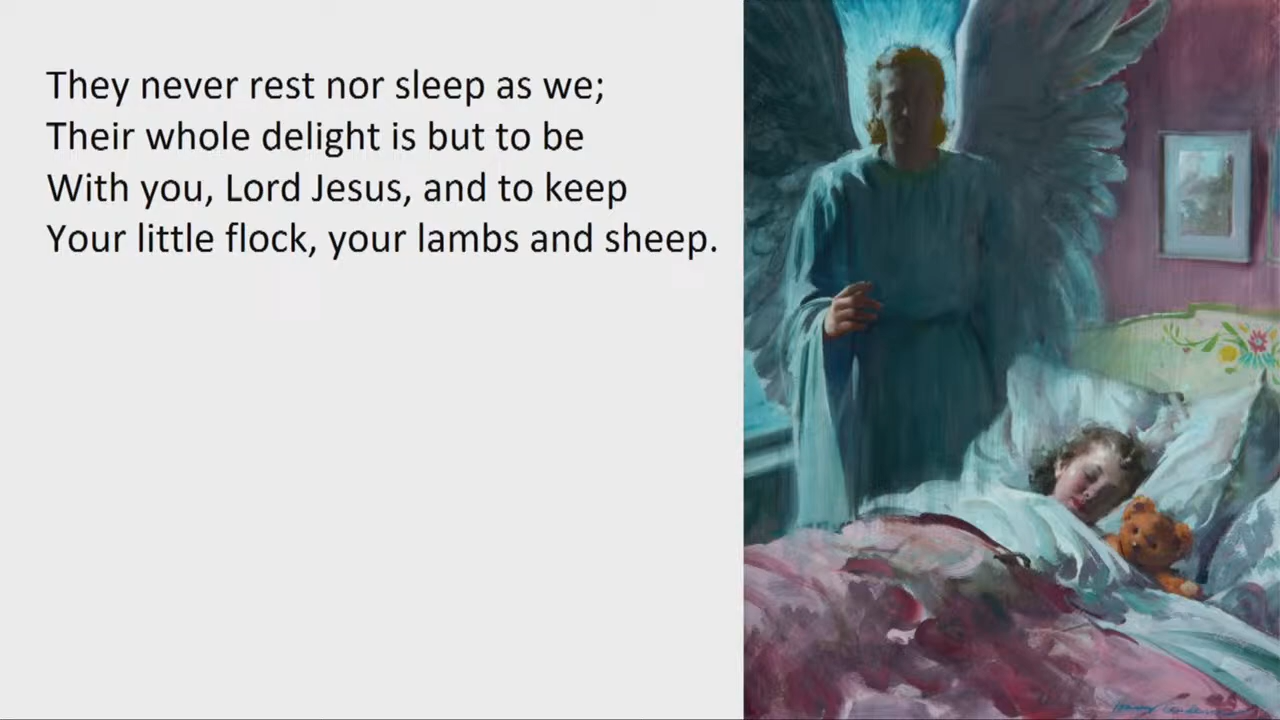 They never rest nor sleep as we;
Their whole delight is but to be
With you, Lord Jesus, and to keep
Your little flock, your lambs and sheep.